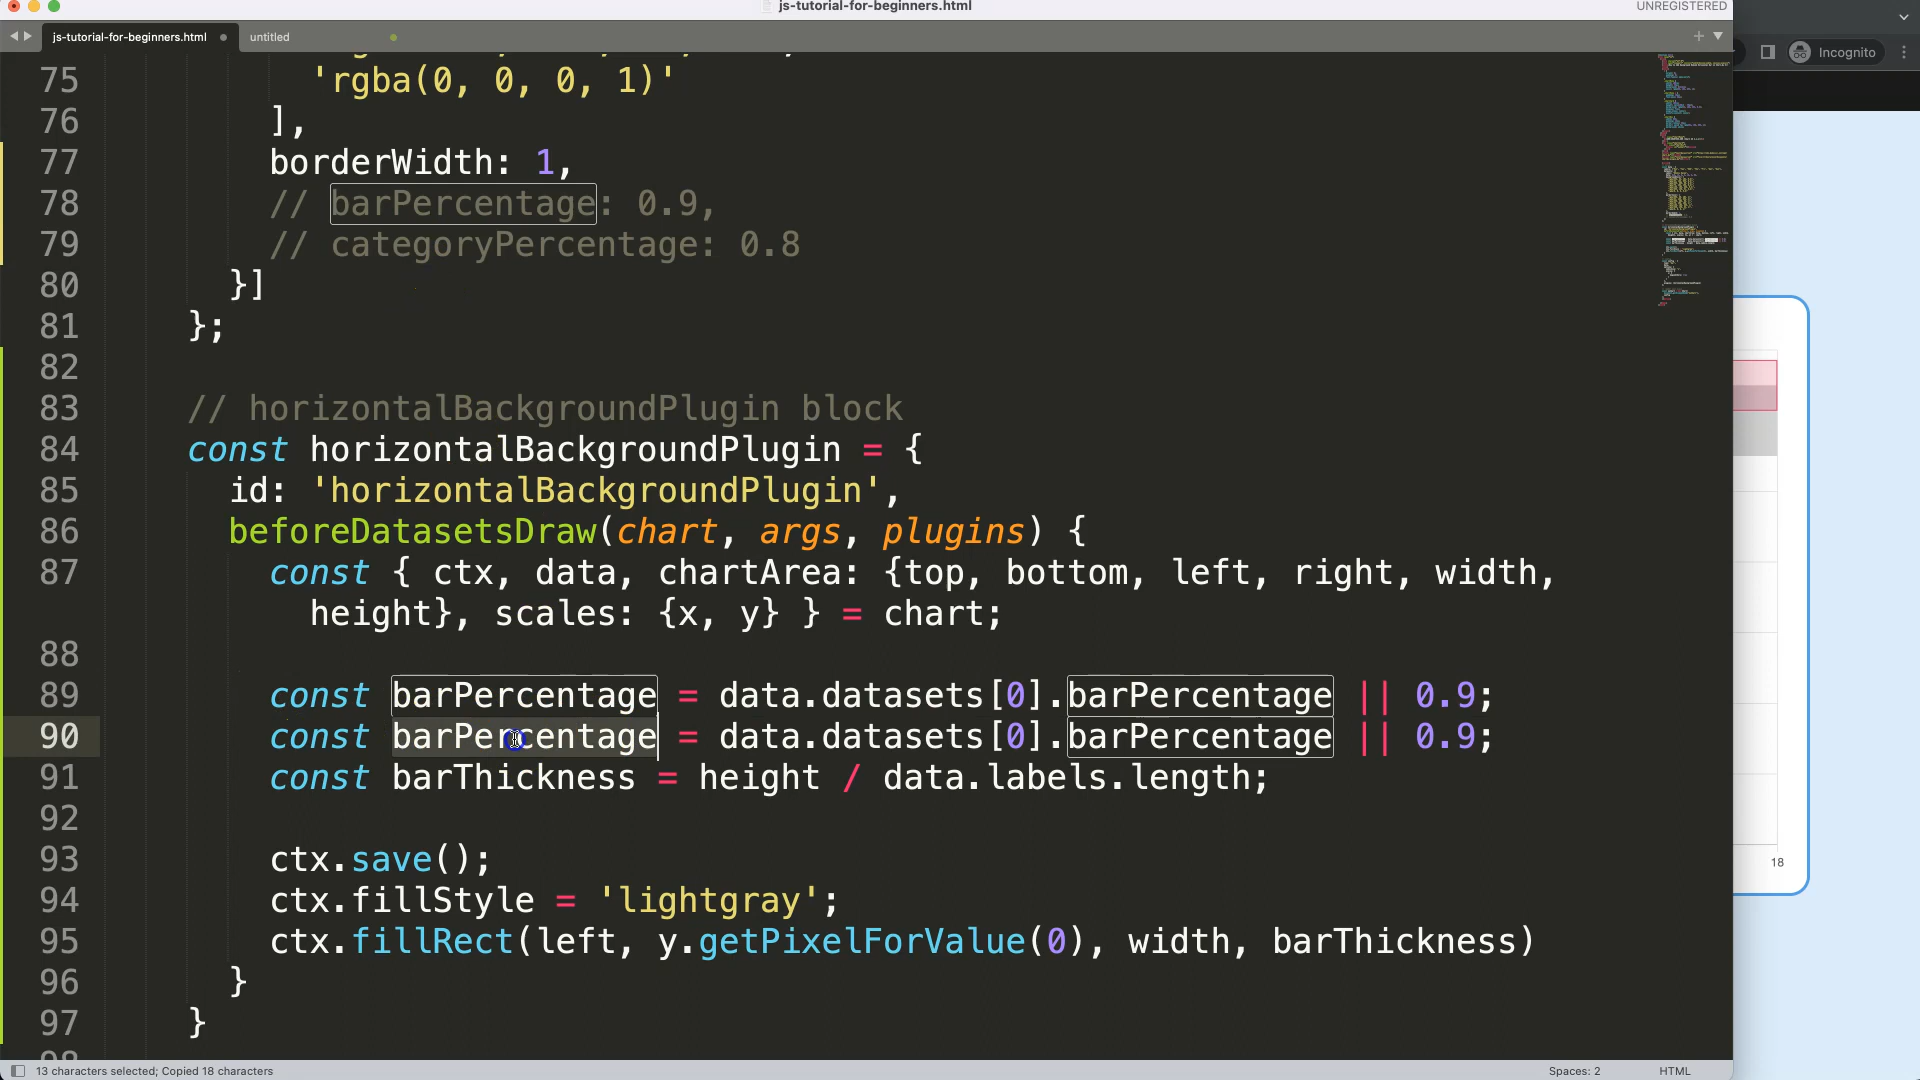 js-tutorial-for-beginners.html
UNREGISTERED
js-tutorial-for-beginners.html
untitled
Incognito
75 'rgba(0, 0, 0, 1)'
76 ],
77 borderWidth: 1,
78 // barPercentage: 0.9,
79 // categoryPercentage: 0.8
80 }]
81 };
82
83 // horizontalBackgroundPlugin block
84 const horizontalBackgroundPlugin = {
85 id: 'horizontalBackgroundPlugin',
86 beforeDatasetsDraw(chart, args, plugins) {
87 const { ctx, data, chartArea: {top, bottom, left, right, width,
height}, scales: {x, y} } = chart;
88
89 const barPercentage = data.datasets[0].barPercentage || 0.9;
90 const barPercentage = data.datasets[0].barPercentage || 0.9;
91 const barThickness = height / data.labels.length;
92
93 ctx.save();
94 ctx.fillStyle = 'lightgray';
95 ctx.fillRect(left, y.getPixelForValue(0), width, barThickness)
96 }
97 }
18
13 characters selected; Copied 18 characters
Spaces: 2
HTML